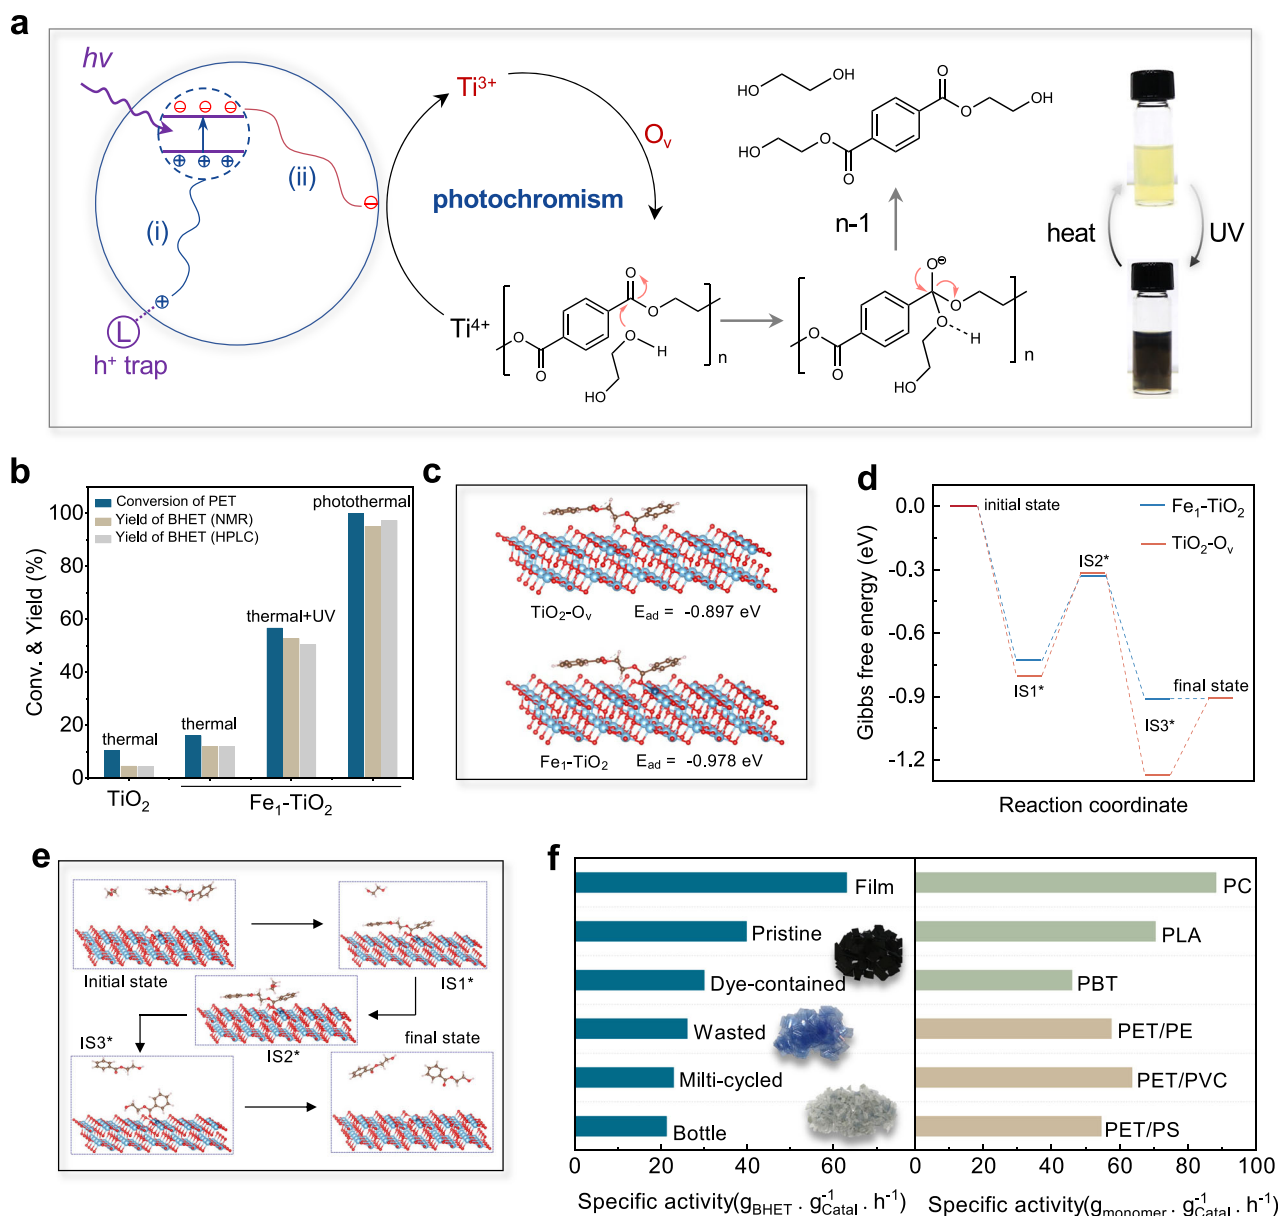 a
hν
(i)
(ii)
L
h⁺ trap
Ti³⁺
Oᵥ
photochromism
Ti⁴⁺
O
O
O
O
O
H
HO
n
OH
HO
O
O
OH
HO
O
O
n-1
O⊖
O
O
H
O
O
HO
n
heat
UV
b
Conversion of PET
Yield of BHET (NMR)
Yield of BHET (HPLC)
photothermal
thermal+UV
thermal
thermal
Conv. & Yield (%)
100
80
60
40
20
0
TiO₂
Fe₁-TiO₂
c
TiO₂-Oᵥ Ead = -0.897 eV
Fe₁-TiO₂ Ead = -0.978 eV
d
Gibbs free energy (eV)
0.0
-0.3
-0.6
-0.9
-1.2
initial state
Fe₁-TiO₂
TiO₂-Oᵥ
IS2*
IS1*
final state
IS3*
Reaction coordinate
e
Initial state
IS1*
IS2*
IS3*
final state
f
Film
Pristine
Dye-contained
Wasted
Milti-cycled
Bottle
0 20 40 60 80
Specific activity(gBHET . g⁻¹Catal . h⁻¹)
PC
PLA
PBT
PET/PE
PET/PVC
PET/PS
0 20 40 60 80 100
Specific activity(gmonomer . g⁻¹Catal . h⁻¹)